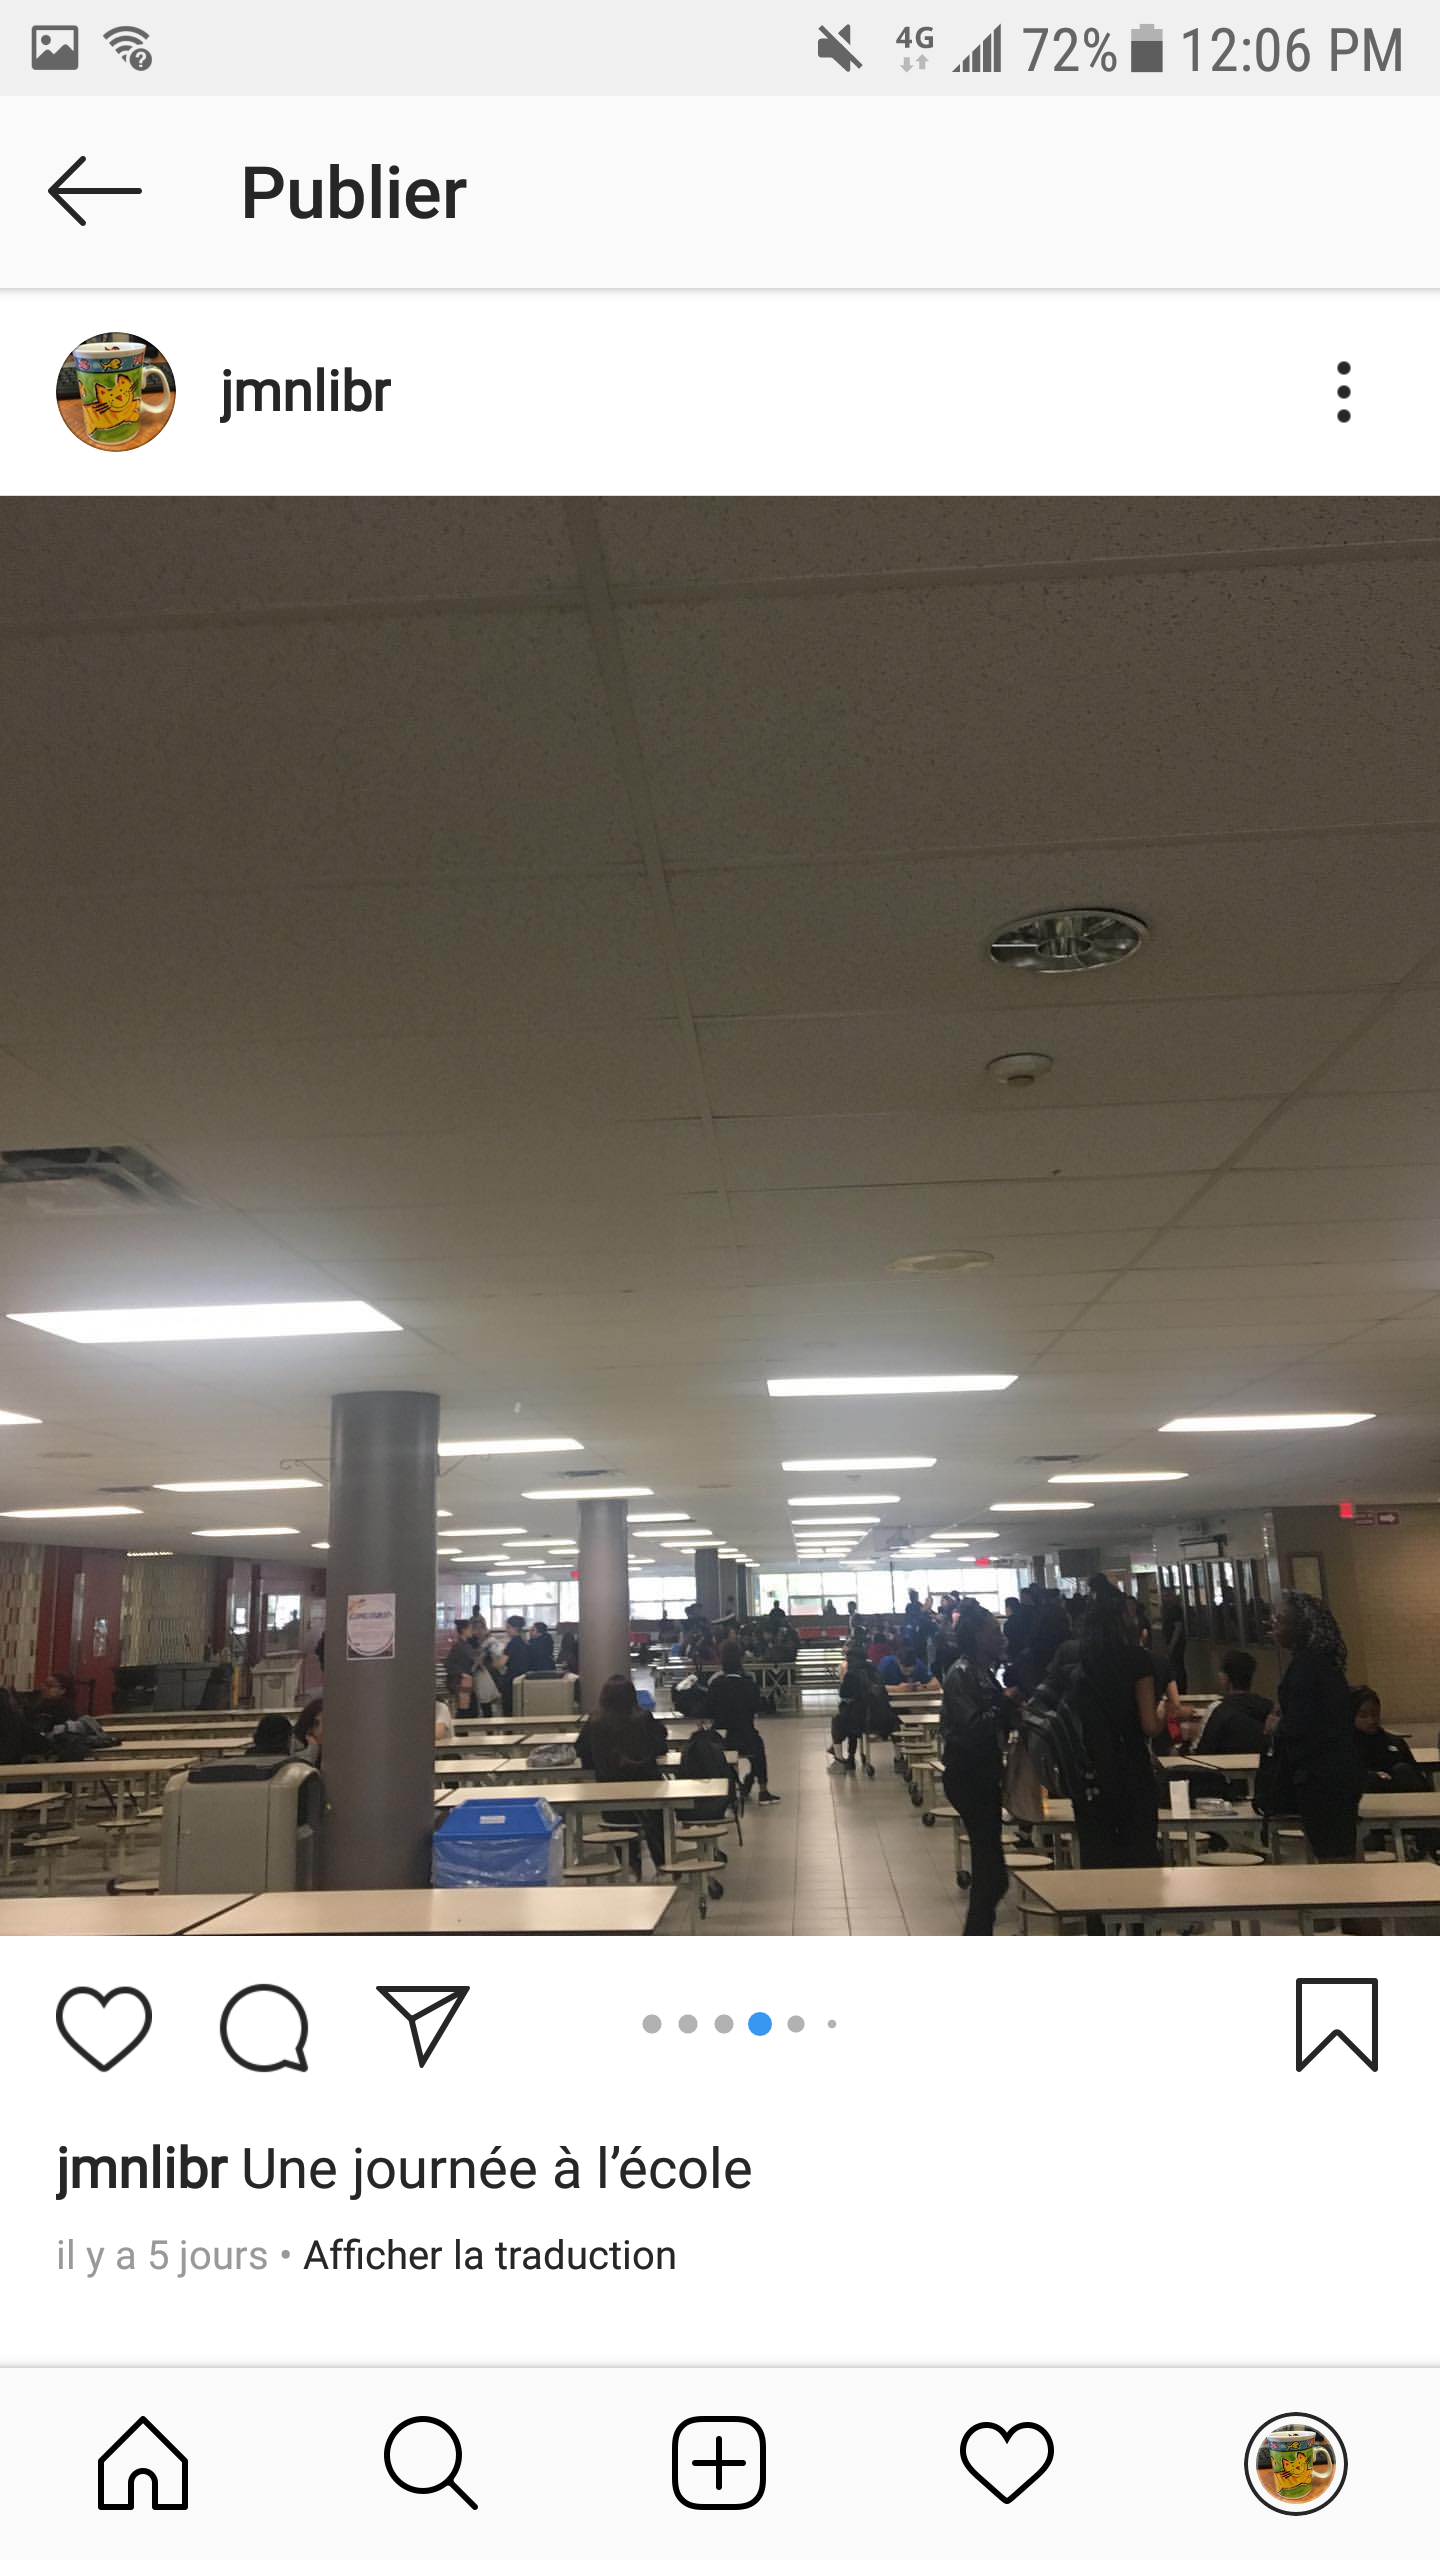 4G 72% 12:06 PM
Publier
jmnlibr
jmnlibr Une journée à l’école
il y a 5 jours • Afficher la traduction